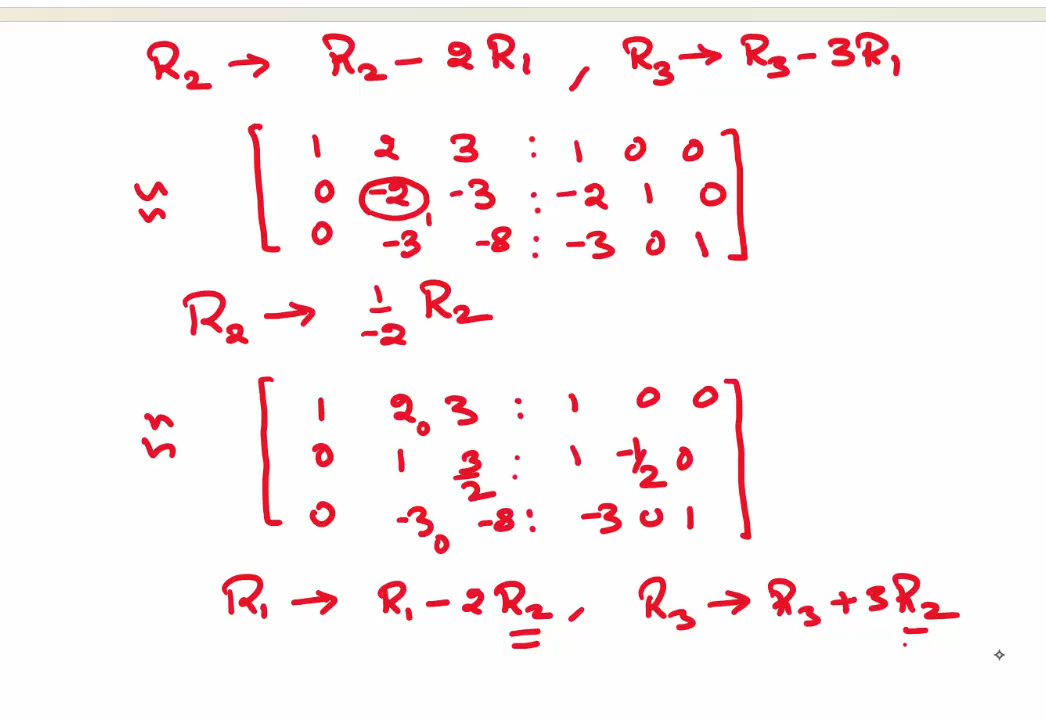 R₂ → R₂ - 2R₁ , R₃ → R₃ - 3R₁
1 2 3 : 1 0 0
≈ 0 -2 -3 : -2 1 0
0 -3 -8 : -3 0 1
R₂ → 1/-2 R₂
1 2 0 3 : 1 0 0
≈ 0 1 3/2 : 1 -1/2 0
0 -3 0 -8 : -3 0 1
R₁ → R₁ - 2R₂ , R₃ → R₃ + 3R₂